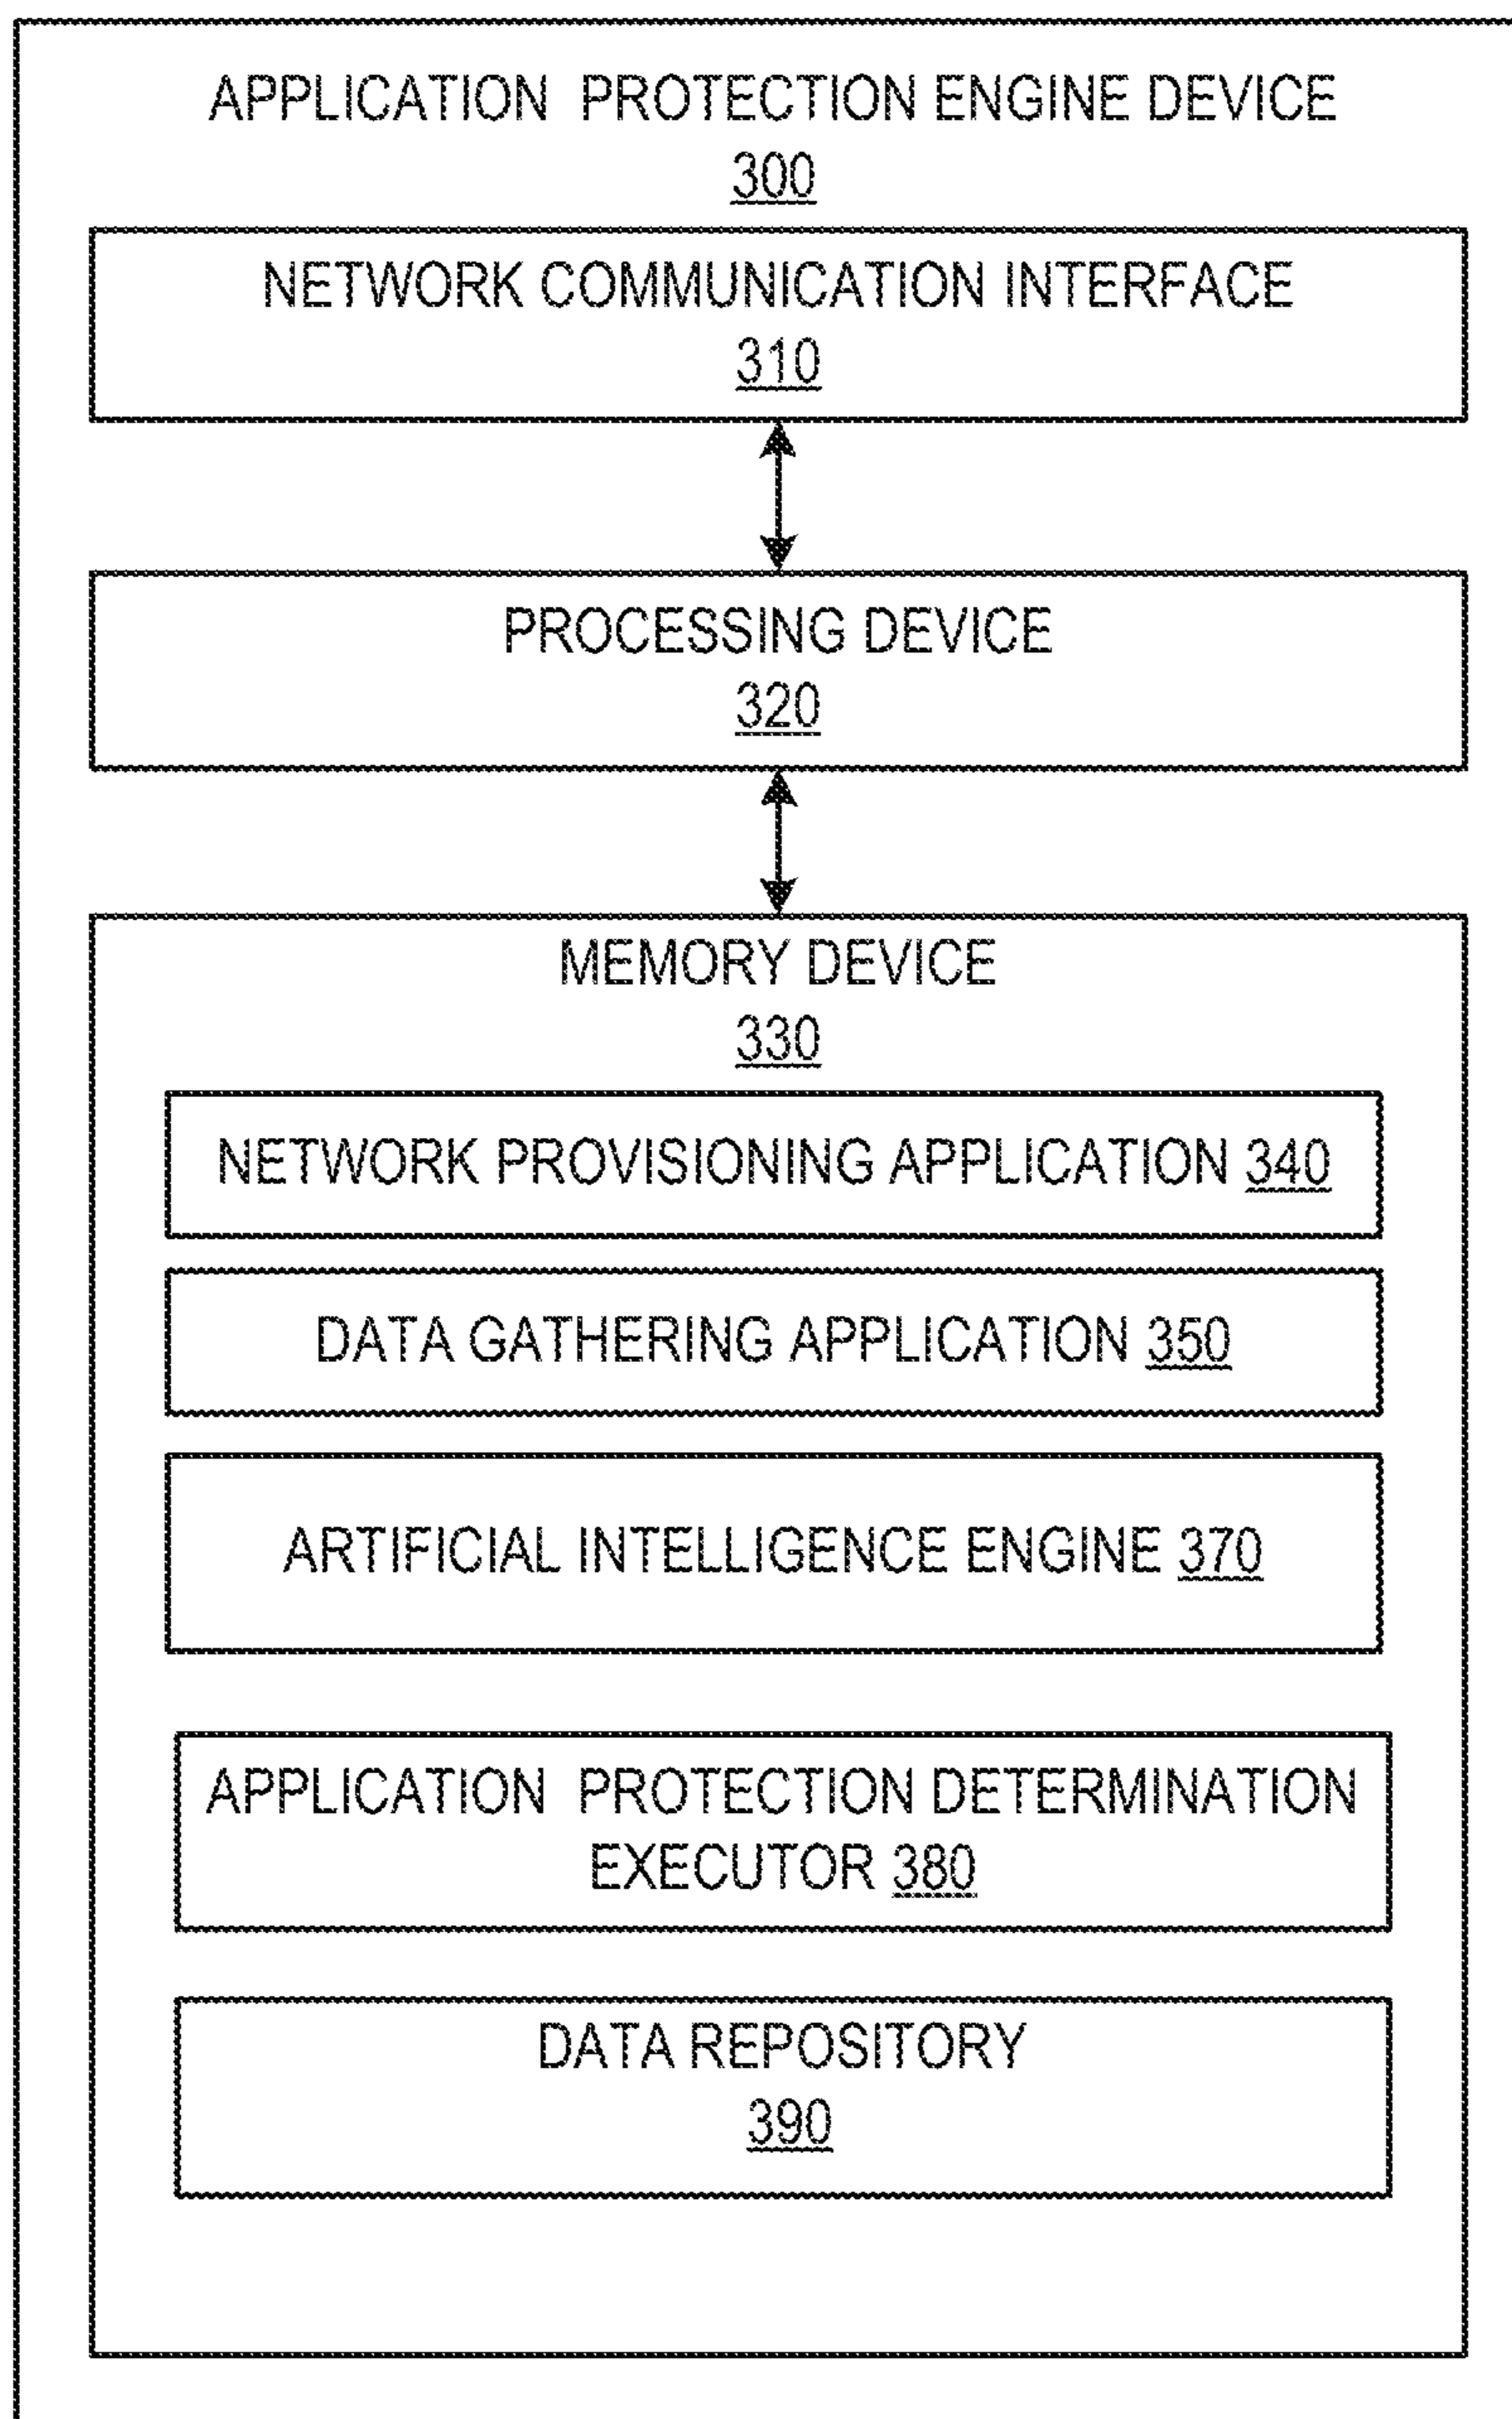 APPLICATION PROTECTION ENGINE DEVICE
300
NETWORK COMMUNICATION INTERFACE
310
PROCESSING DEVICE
320
MEMORY DEVICE
330
NETWORK PROVISIONING APPLICATION 340
DATA GATHERING APPLICATION 350
ARTIFICIAL INTELLIGENCE ENGINE 370
APPLICATION PROTECTION DETERMINATION
EXECUTOR 380
DATA REPOSITORY
390